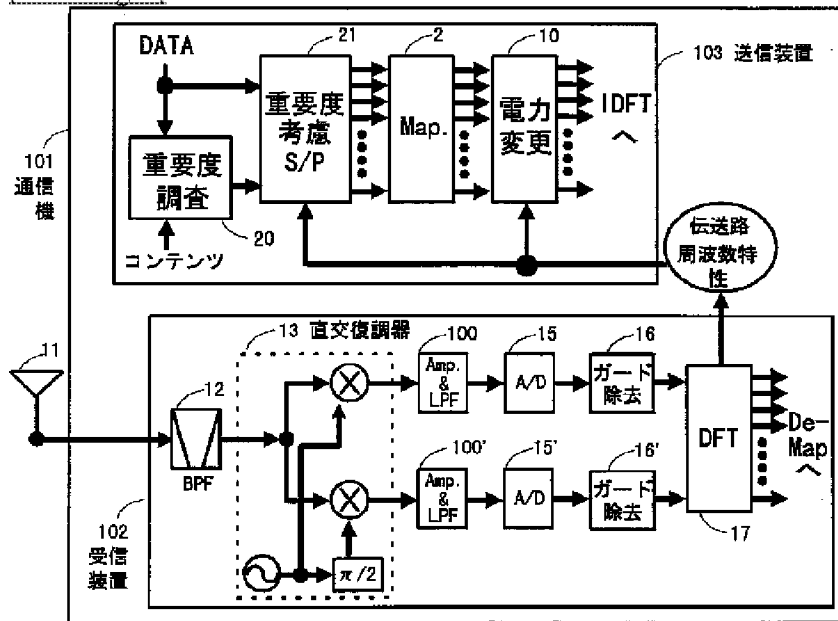 DATA
21
2
10
103 送信装置
重要度
考慮
S/P
Map.
電力
変更
IDFT
へ
101
通信
機
重要度
調査
20
コンテンツ
伝送路
周波数特
性
11
12
BPF
13 直交復調器
π/2
100
Amp.
&
LPF
15
A/D
16
ガード
除去
100'
Amp.
&
LPF
15'
A/D
16'
ガード
除去
DFT
17
De-
Map
へ
102
受信
装置